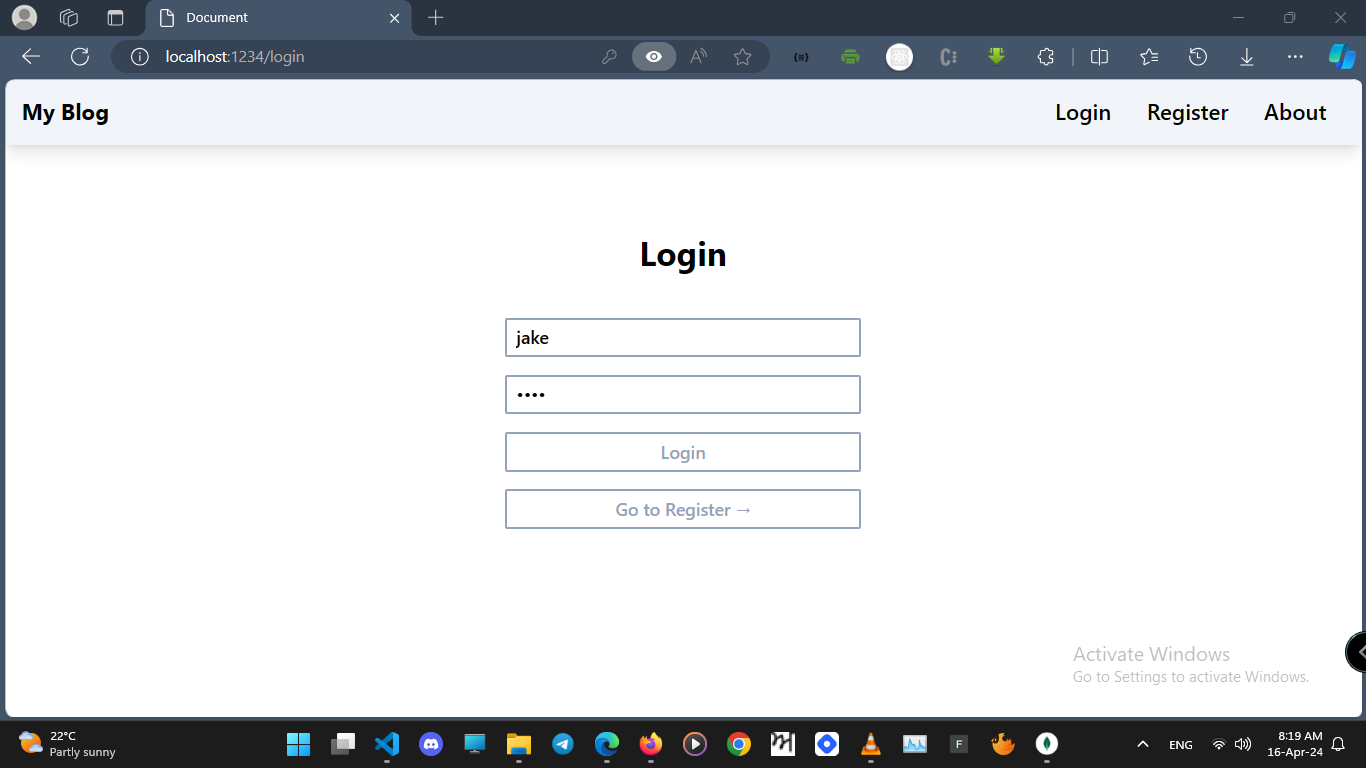 Document
localhost:1234/login
My Blog
Login
Register
About
Login
jake
••••
Login
Go to Register →
Activate Windows
Go to Settings to activate Windows.
22°C
Partly sunny
F
ENG
8:19 AM
16-Apr-24